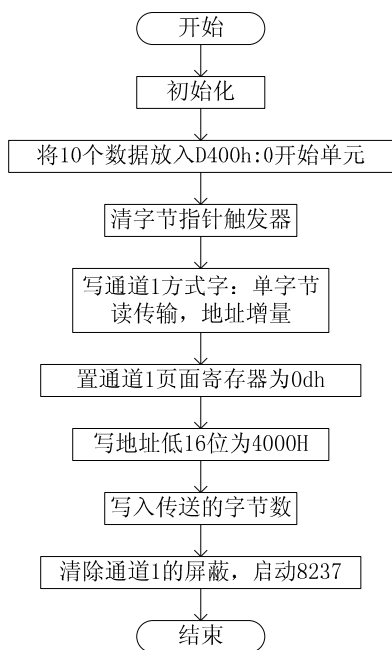 开始
初始化
将10个数据放入D400h:0开始单元
清字节指针触发器
写通道1方式字：单字节
读传输，地址增量
置通道1页面寄存器为0dh
写地址低16位为4000H
写入传送的字节数
清除通道1的屏蔽，启动8237
结束